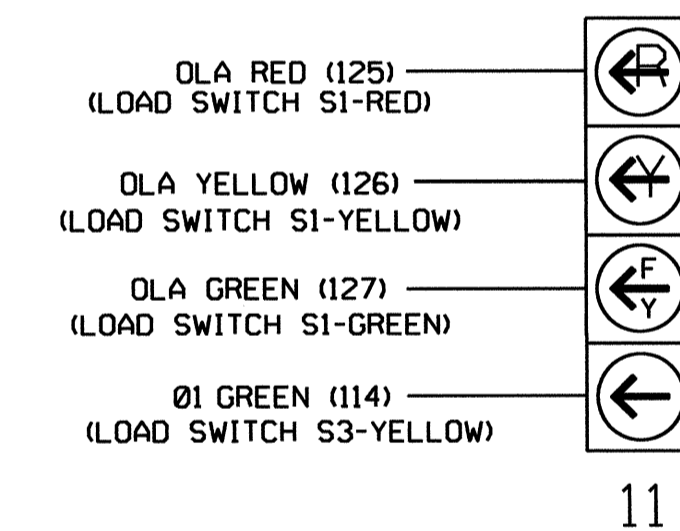 OLA RED (125)
(LOAD SWITCH S1-RED)
R
OLA YELLOW (126)
(LOAD SWITCH S1-YELLOW)
Y
OLA GREEN (127)
(LOAD SWITCH S1-GREEN)
F
Y
Ø1 GREEN (114)
(LOAD SWITCH S3-YELLOW)
11